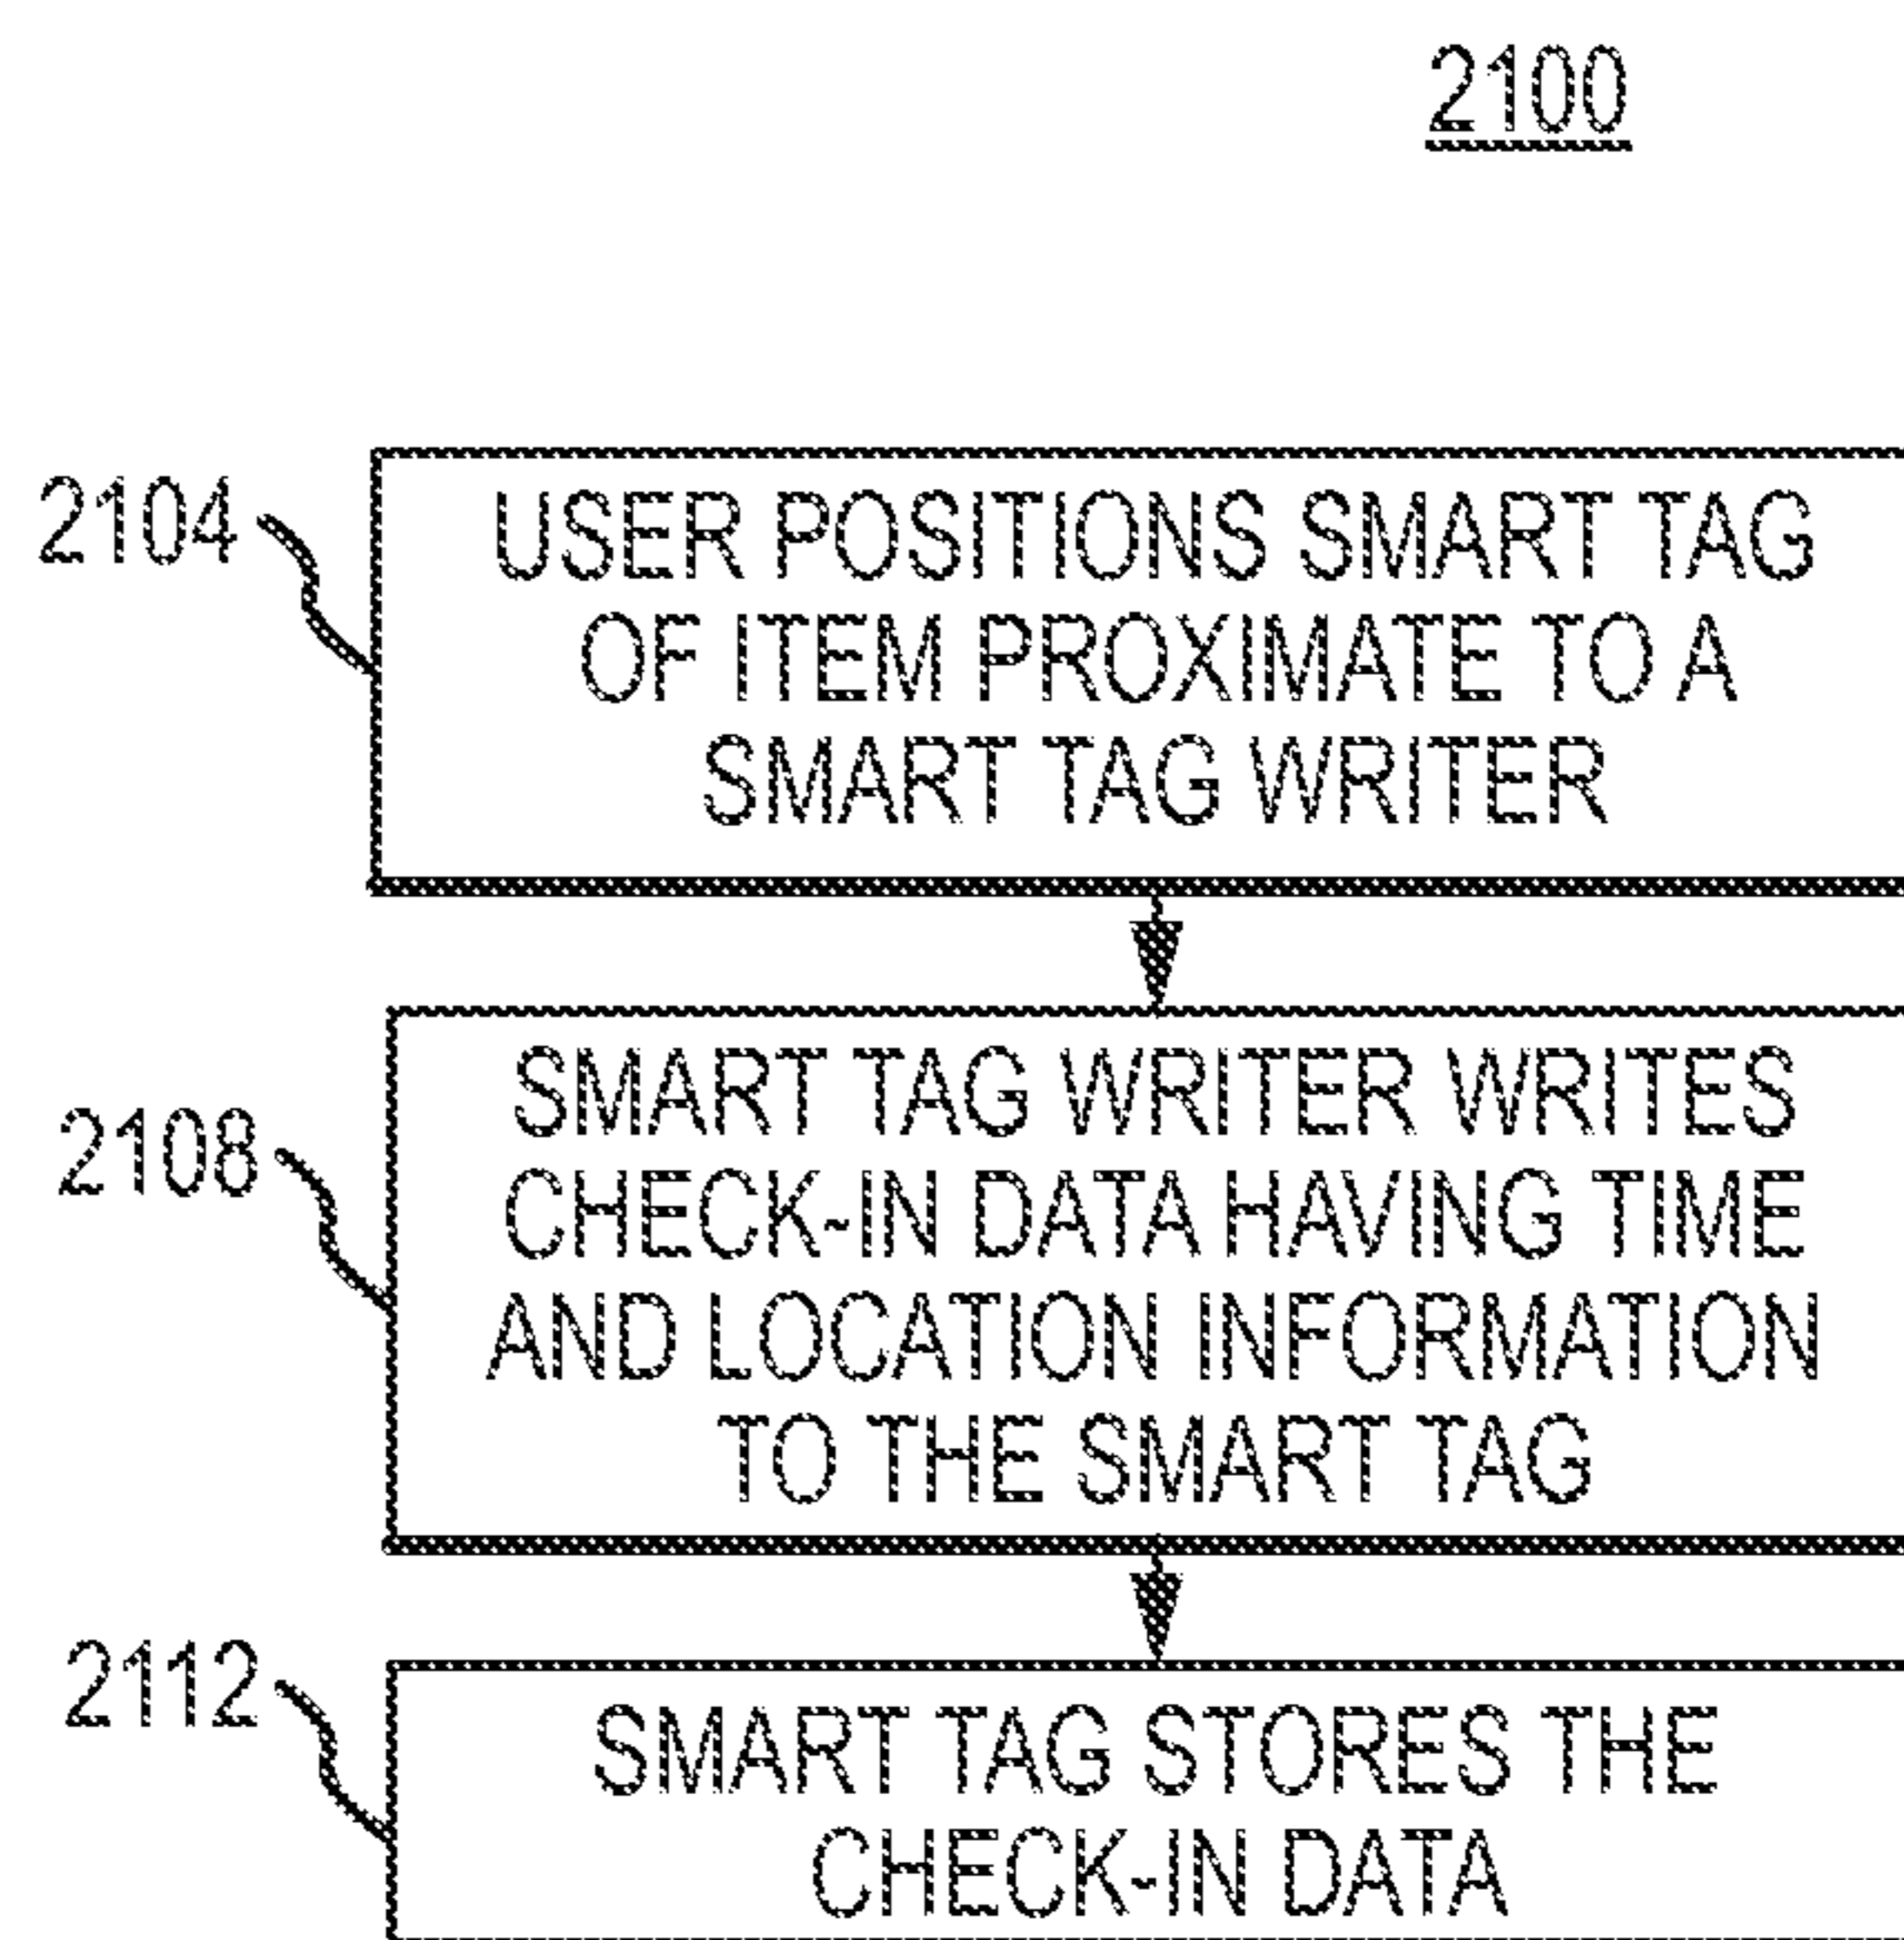 2100
2104
USER POSITIONS SMART TAG
OF ITEM PROXIMATE TO A
SMART TAG WRITER
2108
SMART TAG WRITER WRITES
CHECK-IN DATA HAVING TIME
AND LOCATION INFORMATION
TO THE SMART TAG
2112
SMART TAG STORES THE
CHECK-IN DATA